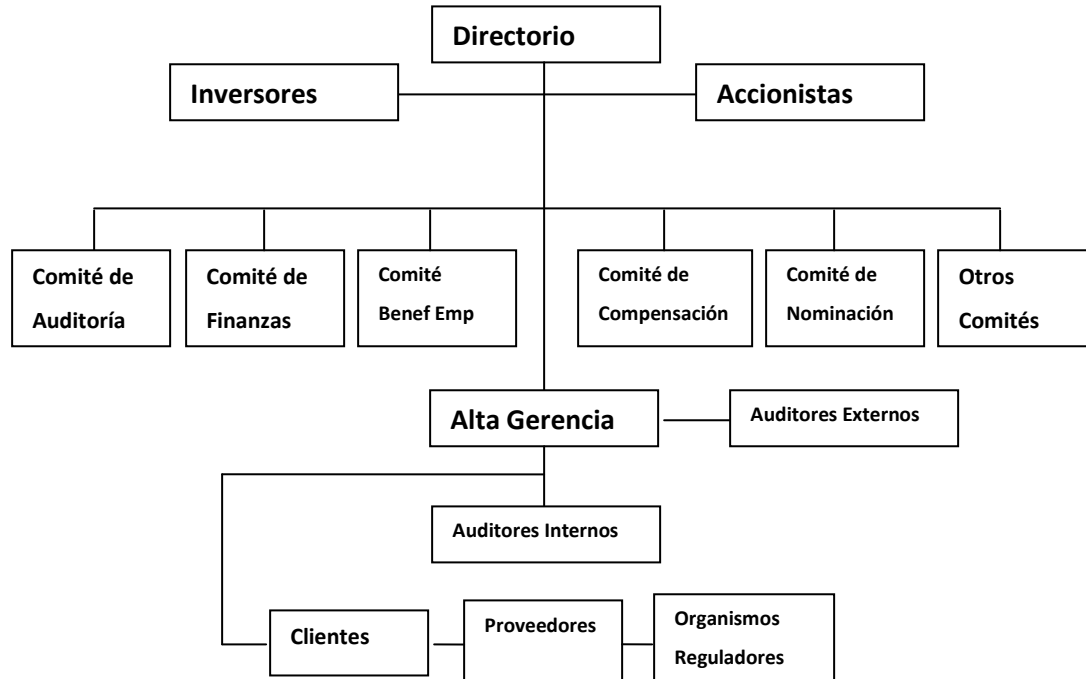 Directorio
Inversores
Accionistas
Comité de
Auditoría
Comité de
Finanzas
Comité
Benef Emp
Comité de
Compensación
Comité de
Nominación
Otros
Comités
Alta Gerencia
Auditores Externos
Auditores Internos
Clientes
Proveedores
Organismos
Reguladores